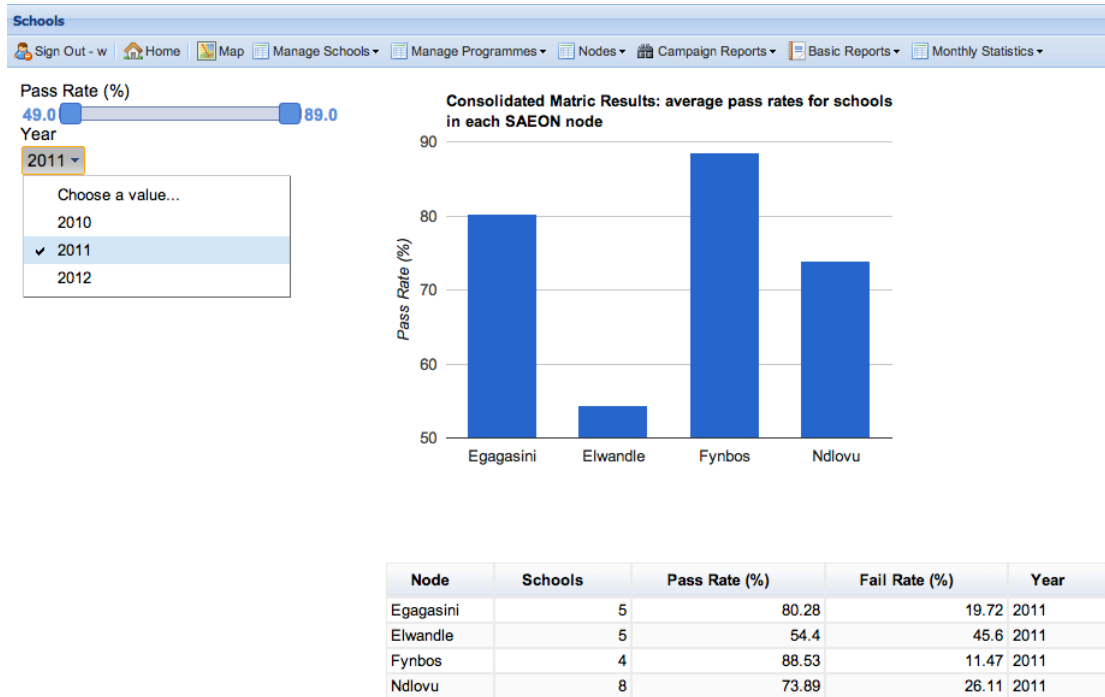 Schools
Sign Out - w Home Map Manage Schools Manage Programmes Nodes Campaign Reports Basic Reports Monthly Statistics
Pass Rate (%)
49.0 89.0
Year
2011
Choose a value...
2010
2011
2012
Consolidated Matric Results: average pass rates for schools
in each SAEON node
90
80
70
60
50
Pass Rate (%)
Egagasini Elwandle Fynbos Ndlovu
Node Schools Pass Rate (%) Fail Rate (%) Year
Egagasini 5 80.28 19.72 2011
Elwandle 5 54.4 45.6 2011
Fynbos 4 88.53 11.47 2011
Ndlovu 8 73.89 26.11 2011